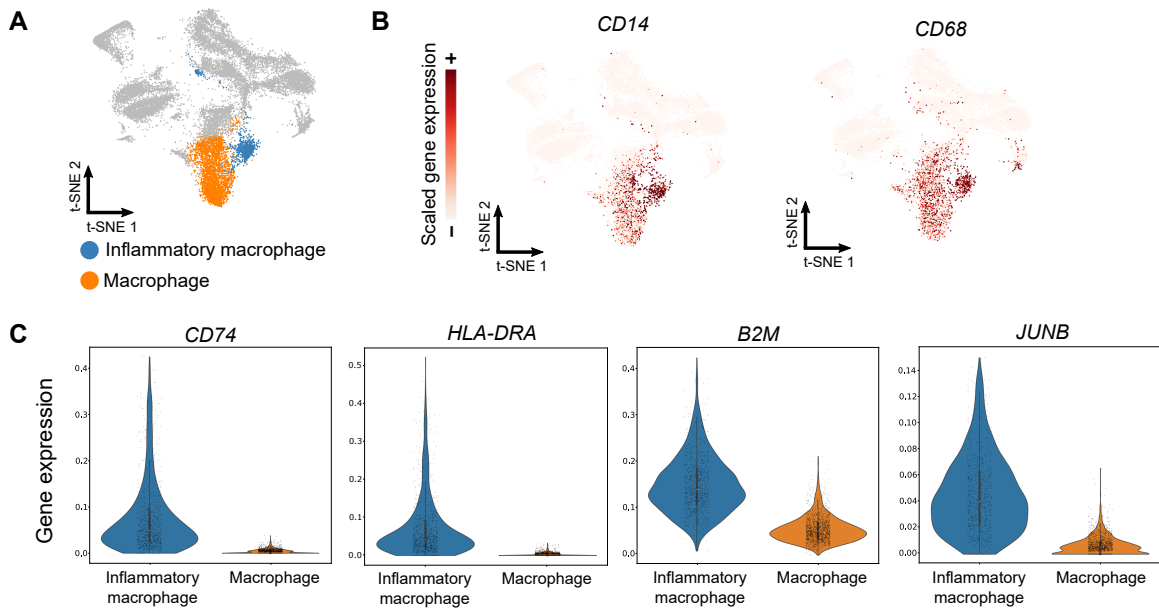 A
t-SNE 2
t-SNE 1
Inflammatory macrophage
Macrophage
B
CD14
CD68
+
Scaled gene expression
−
t-SNE 2
t-SNE 1
t-SNE 2
t-SNE 1
C
CD74
HLA-DRA
B2M
JUNB
Gene expression
0.4
0.3
0.2
0.1
0.0
Inflammatory
macrophage
Macrophage
0.5
0.4
0.3
0.2
0.1
0.0
Inflammatory
macrophage
Macrophage
0.4
0.3
0.2
0.1
0.0
Inflammatory
macrophage
Macrophage
0.14
0.12
0.10
0.08
0.06
0.04
0.02
0.00
Inflammatory
macrophage
Macrophage